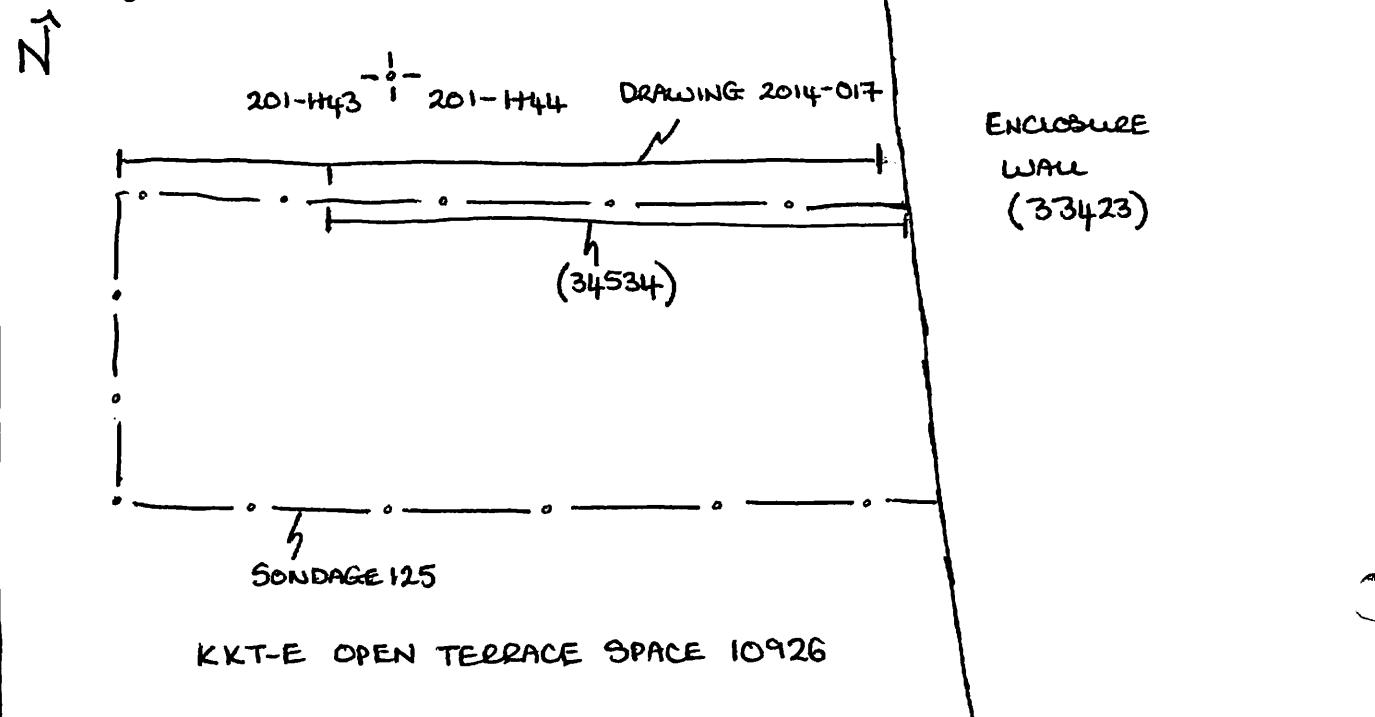 N
201-H43
201-H44
DRAWING 2014-017
ENCLOSURE
WALL
(33423)
(34534)
SONDAGE 125
KKT-E OPEN TERRACE SPACE 10926